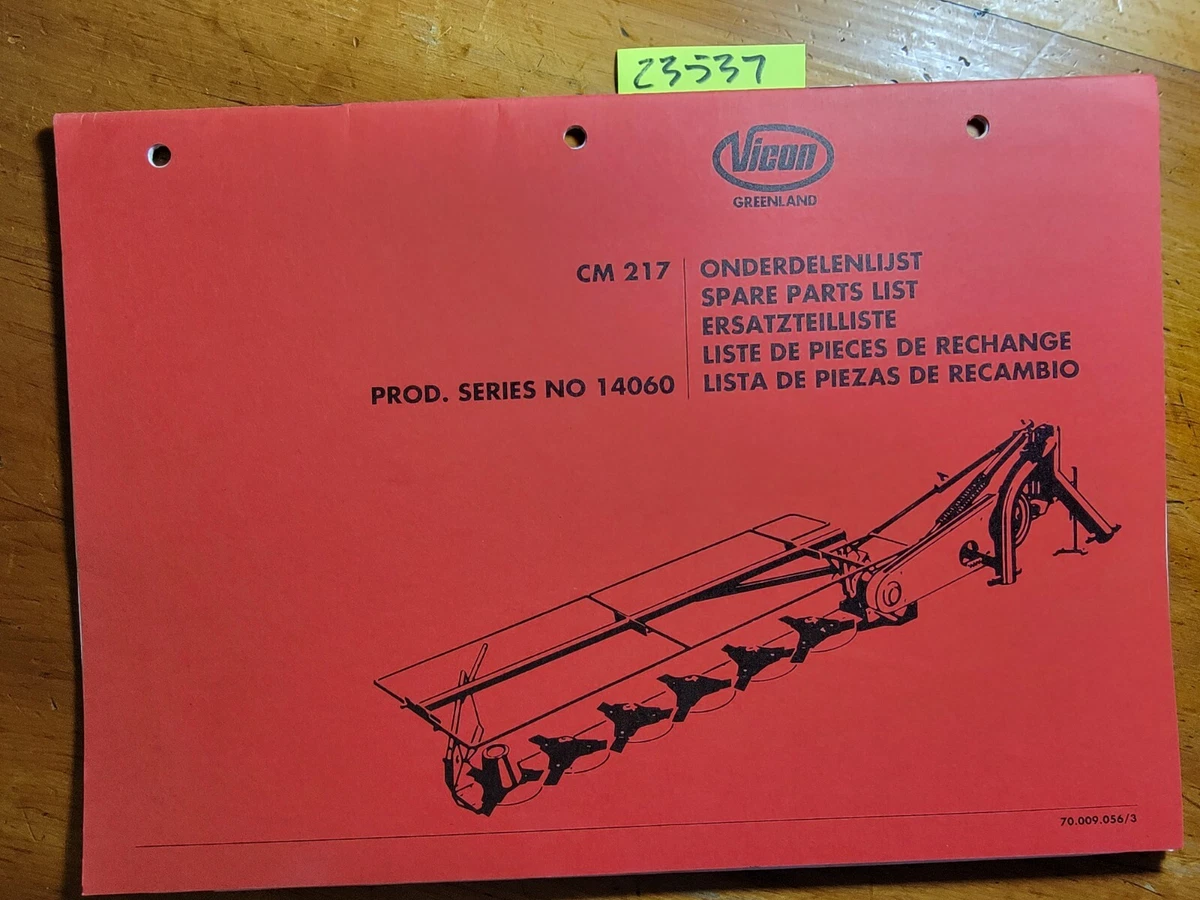 23537
Vicon
GREENLAND
CM 217
ONDERDELENLIJST
SPARE PARTS LIST
ERSATZTEILLISTE
LISTE DE PIECES DE RECHANGE
PROD. SERIES NO 14060
LISTA DE PIEZAS DE RECAMBIO
70.009.056/3